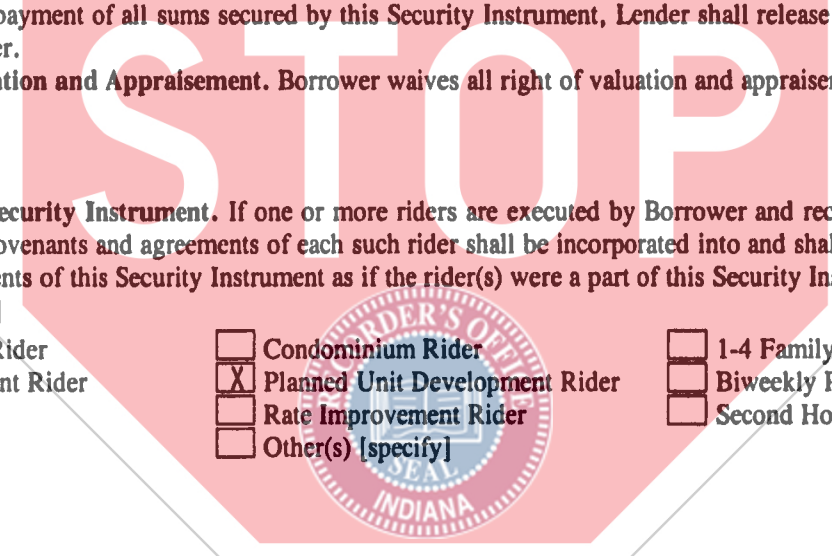 STOP
payment of all sums secured by this Security Instrument, Lender shall release
er.
ation and Appraisement. Borrower waives all right of valuation and appraise
ecurity Instrument. If one or more riders are executed by Borrower and rec
ovenants and agreements of each such rider shall be incorporated into and shal
ents of this Security Instrument as if the rider(s) were a part of this Security In
]
Rider Condominium Rider 1-4 Family
nt Rider X Planned Unit Development Rider Biweekly
Rate Improvement Rider Second Ho
Other(s) [specify]
RECORDER'S OFFICE
SEAL
INDIANA